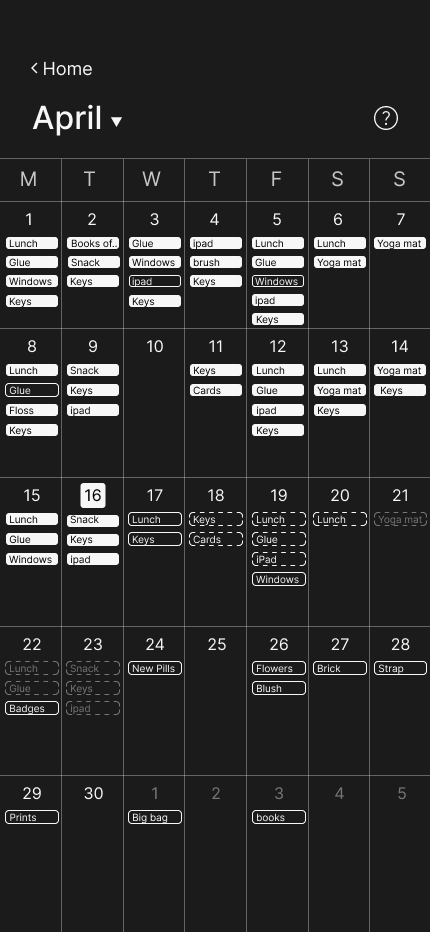 < Home
April ▼
?
M T W T F S S
1 2 3 4 5 6 7
Lunch Books of.. Glue ipad Lunch Lunch Yoga mat
Glue Snack Windows brush Glue Yoga mat
Windows Keys ipad Keys Windows
Keys Keys ipad
Keys
8 9 10 11 12 13 14
Lunch Snack Keys Lunch Lunch Yoga mat
Glue Keys Cards Glue Yoga mat Keys
Floss ipad ipad Keys
Keys Keys
15 16 17 18 19 20 21
Lunch Snack Lunch Keys Lunch Lunch Yoga mat
Glue Keys Keys Cards Glue
Windows ipad iPad
Windows
22 23 24 25 26 27 28
Lunch Snack New Pills Flowers Brick Strap
Glue Keys Blush
Badges ipad
29 30 1 2 3 4 5
Prints Big bag books